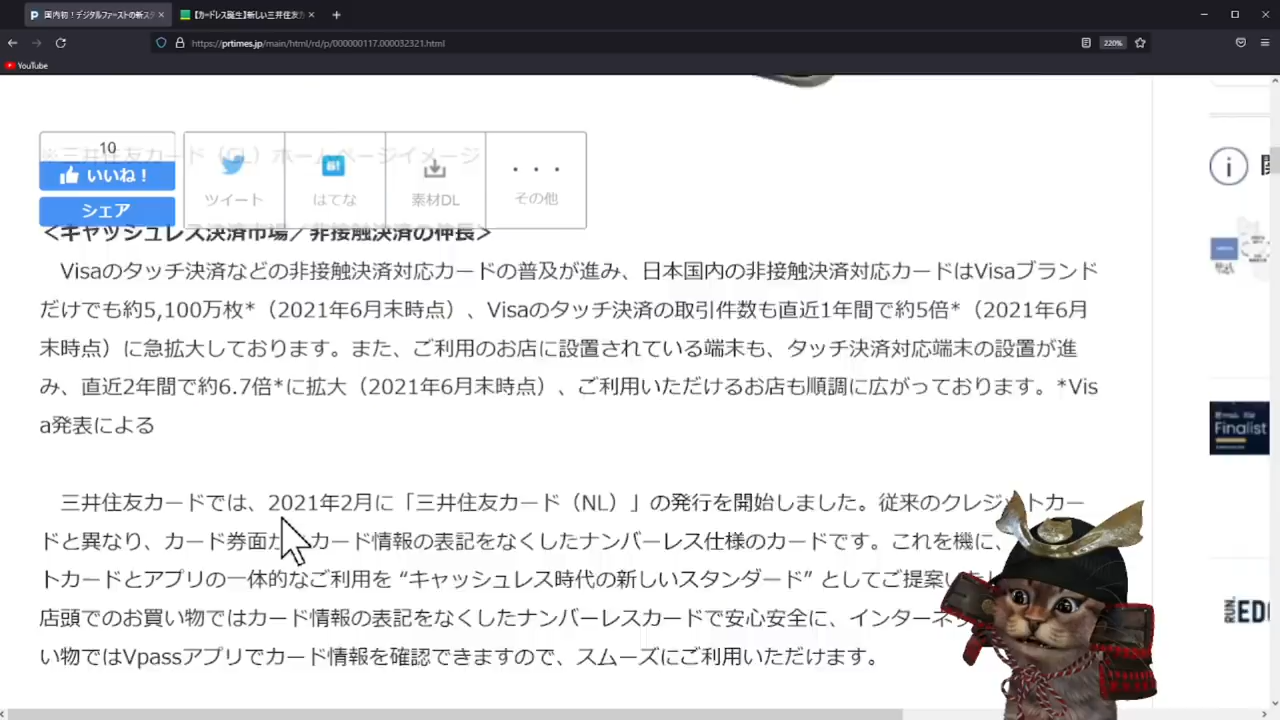 国内初！デジタルファーストの新ス
【カードレス誕生】新しい三井住友カ
https://prtimes.jp/main/html/rd/p/000000117.000032321.html
220%
YouTube
※三井住友カード（CL）ホームページイメージ
10
いいね！
シェア
ツイート
はてな
素材DL
その他
＜キャッシュレス決済市場／非接触決済の伸長＞
Visaのタッチ決済などの非接触決済対応カードの普及が進み、日本国内の非接触決済対応カードはVisaブランド
だけでも約5,100万枚*（2021年6月末時点）、Visaのタッチ決済の取引件数も直近1年間で約5倍*（2021年6月
末時点）に急拡大しております。また、ご利用のお店に設置されている端末も、タッチ決済対応端末の設置が進
み、直近2年間で約6.7倍*に拡大（2021年6月末時点）、ご利用いただけるお店も順調に広がっております。*Vis
a発表による
三井住友カードでは、2021年2月に「三井住友カード（NL）」の発行を開始しました。従来のクレジットカー
ドと異なり、カード券面か カード情報の表記をなくしたナンバーレス仕様のカードです。これを機に、
トカードとアプリの一体的なご利用を “キャッシュレス時代の新しいスタンダード” としてご提案いた
店頭でのお買い物ではカード情報の表記をなくしたナンバーレスカードで安心安全に、インターネ
い物ではVpassアプリでカード情報を確認できますので、スムーズにご利用いただけます。
Finalist
RUN.
EDG